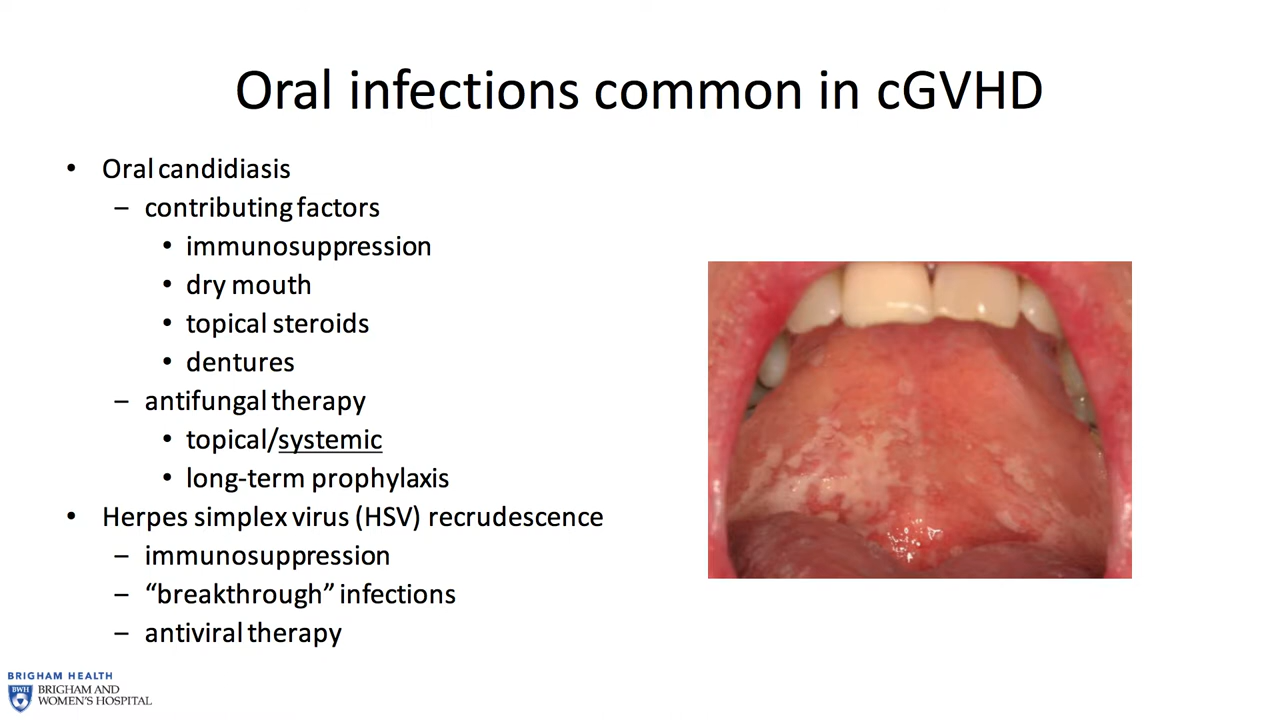 Oral infections common in cGVHD
• Oral candidiasis
– contributing factors
• immunosuppression
• dry mouth
• topical steroids
• dentures
– antifungal therapy
• topical/systemic
• long-term prophylaxis
• Herpes simplex virus (HSV) recrudescence
– immunosuppression
– “breakthrough” infections
– antiviral therapy
BRIGHAM HEALTH
BWH
BRIGHAM AND
WOMEN'S HOSPITAL